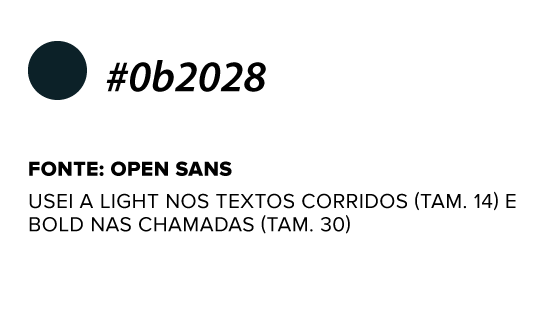 #0b2028
FONTE: OPEN SANS
USEI A LIGHT NOS TEXTOS CORRIDOS (TAM. 14) E
BOLD NAS CHAMADAS (TAM. 30)